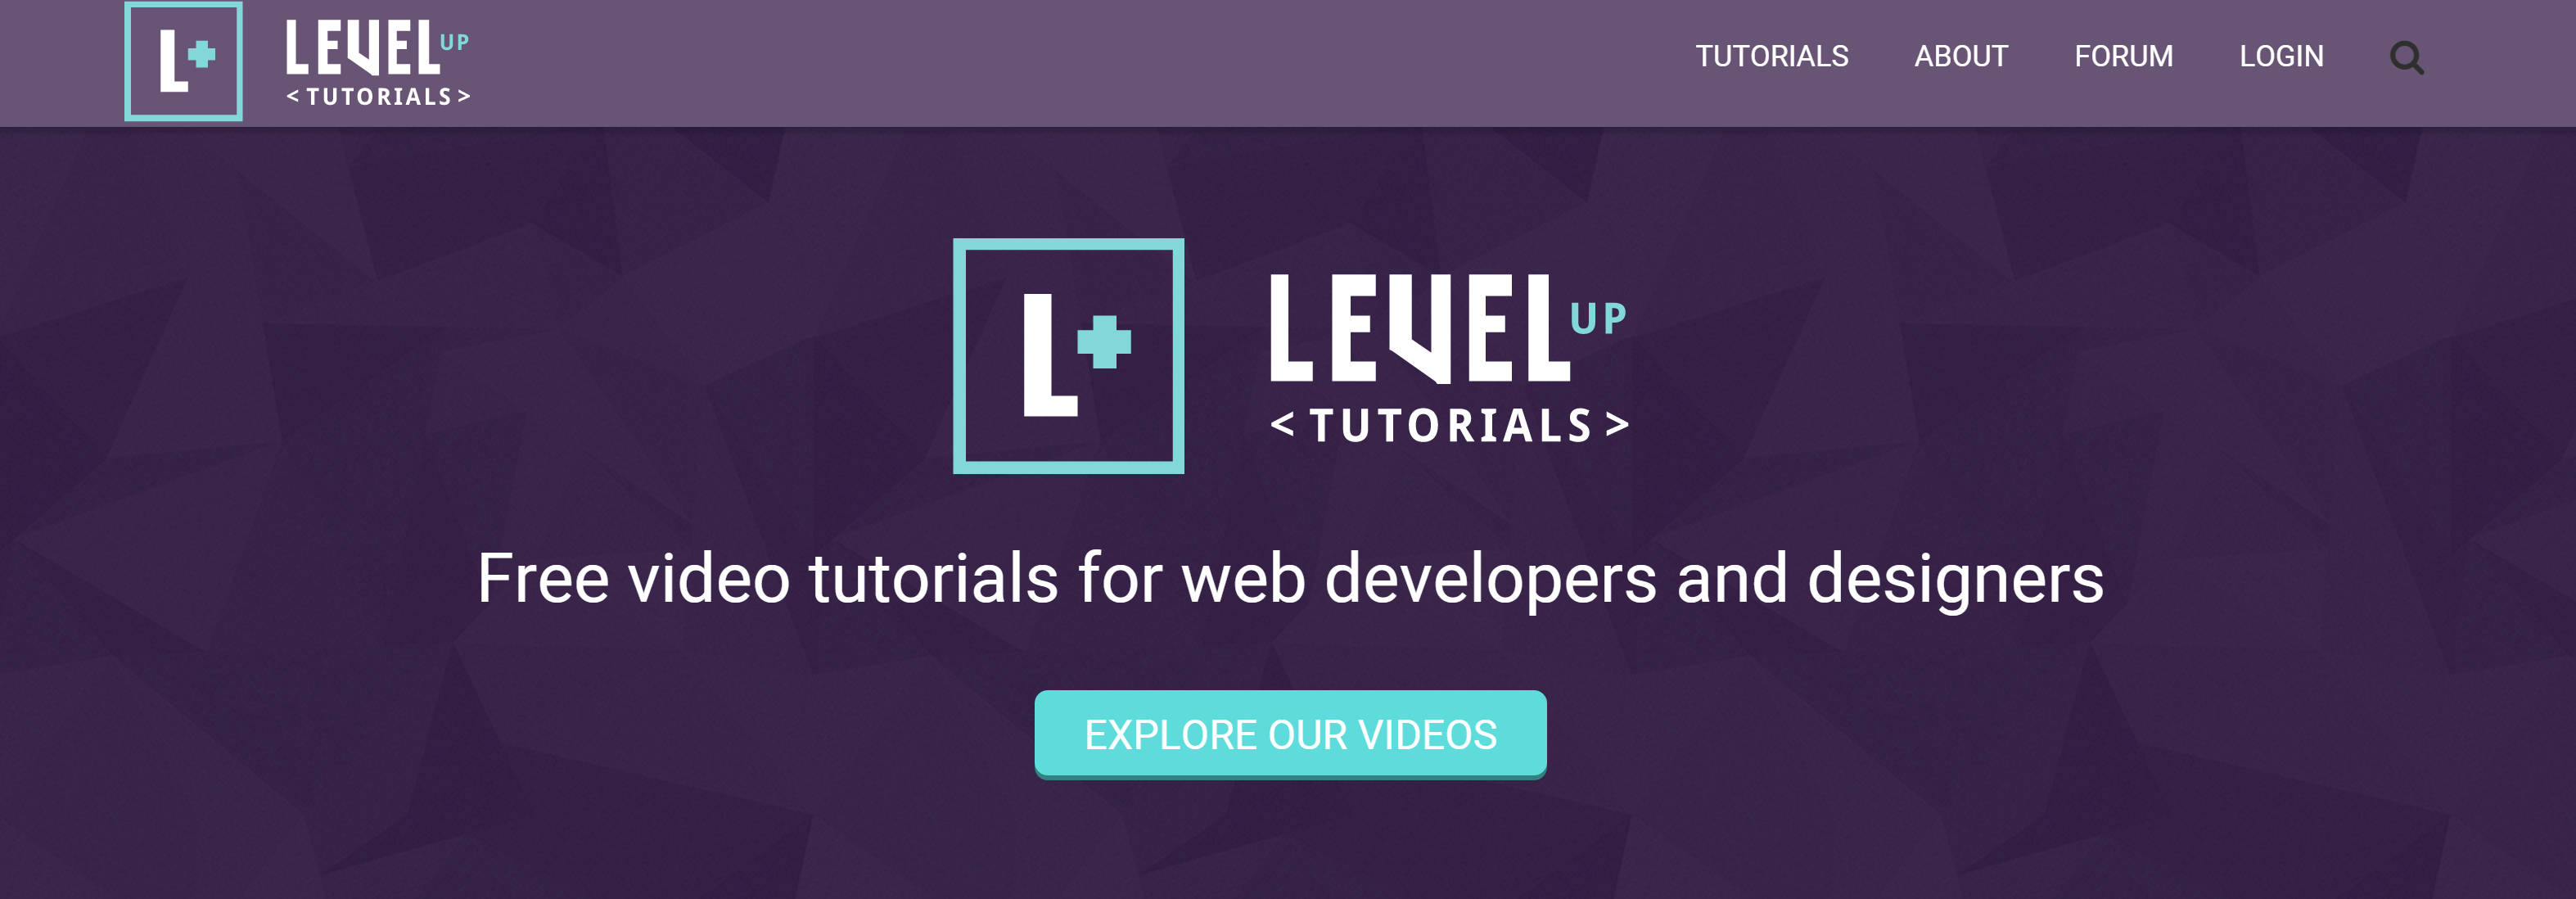 L+
LEVEL UP
<TUTORIALS>
TUTORIALS ABOUT FORUM LOGIN
L+
LEVEL UP
<TUTORIALS>
Free video tutorials for web developers and designers
EXPLORE OUR VIDEOS